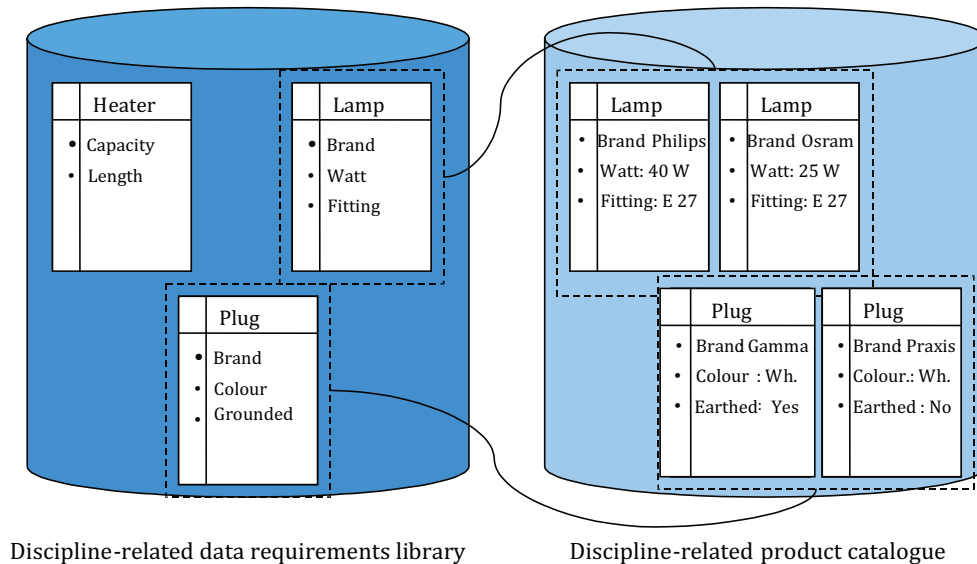 Heater
• Capacity
• Length
Lamp
• Brand
• Watt
• Fitting
Plug
• Brand
• Colour
• Grounded
Lamp
• Brand Philips
• Watt: 40 W
• Fitting: E 27
Lamp
• Brand Osram
• Watt: 25 W
• Fitting: E 27
Plug
• Brand: Gamma
• Colour : Wh.
• Earthed: Yes
Plug
• Brand: Praxis
• Colour.: Wh.
• Earthed : No
Discipline-related data requirements library
Discipline-related product catalogue